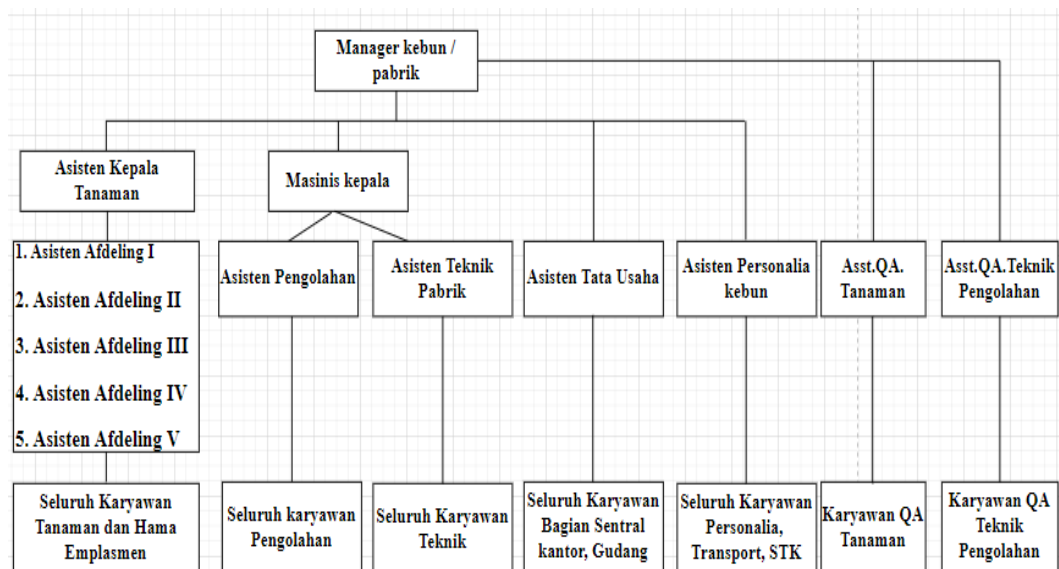 Manager kebun /
pabrik
Asisten Kepala
Tanaman
Masinis kepala
1. Asisten Afdeling I
2. Asisten Afdeling II
3. Asisten Afdeling III
4. Asisten Afdeling IV
5. Asisten Afdeling V
Asisten Pengolahan
Asisten Teknik
Pabrik
Asisten Tata Usaha
Asisten Personalia
kebun
Asst.QA.
Tanaman
Asst.QA.Teknik
Pengolahan
Seluruh Karyawan
Tanaman dan Hama
Emplasmen
Seluruh karyawan
Pengolahan
Seluruh Karyawan
Teknik
Seluruh Karyawan
Bagian Sentral
kantor, Gudang
Seluruh Karyawan
Personalia,
Transport, STK
Karyawan QA
Tanaman
Karyawan QA
Teknik
Pengolahan